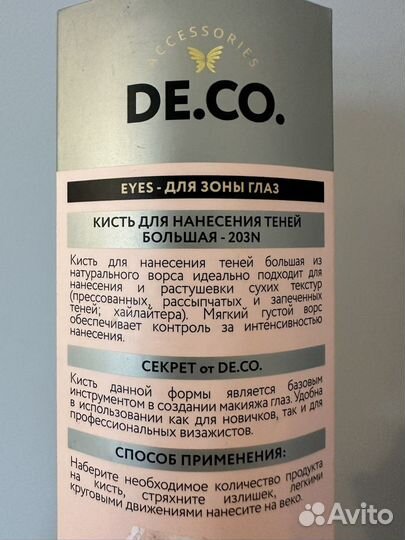 ACCESSORIES
DE.CO.
EYES - ДЛЯ ЗОНЫ ГЛАЗ
КИСТЬ ДЛЯ НАНЕСЕНИЯ ТЕНЕЙ
БОЛЬШАЯ - 203N
Кисть для нанесения теней большая из
натурального ворса идеально подходит для
нанесения и растушевки сухих текстур
(прессованных, рассыпчатых и запеченных
теней; хайлайтера). Мягкий густой ворс
обеспечивает контроль за интенсивностью
нанесения.
СЕКРЕТ от DE.CO.
Кисть данной формы является базовым
инструментом в создании макияжа глаз. Удобна
в использовании как для новичков, так и для
профессиональных визажистов.
СПОСОБ ПРИМЕНЕНИЯ:
Наберите необходимое количество продукта
на кисть, стряхните излишек, легкими
круговыми движениями нанесите на веко.
Avito